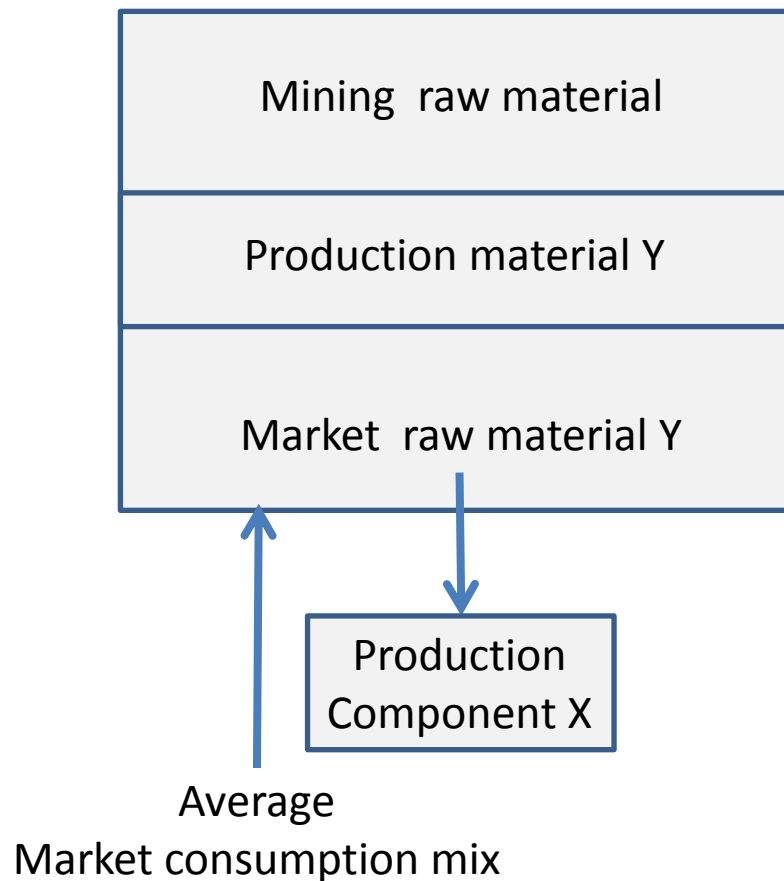 Mining raw material
Production material Y
Market raw material Y
Production
Component X
Average
Market consumption mix